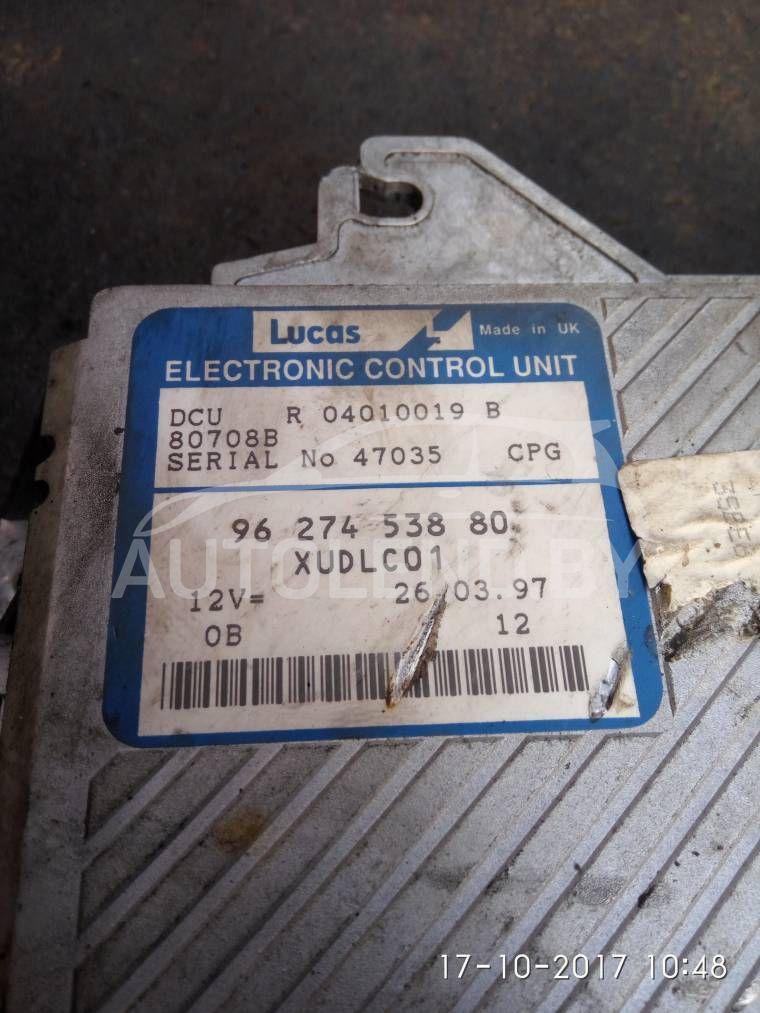 Lucas Made in UK
ELECTRONIC CONTROL UNIT
DCU R 04010019 B
80708B
SERIAL No 47035 CPG
96 274 538 80
XUDLC01
12V= 26/03.97
0B 12
AUTOLEND.BY
17-10-2017 10:48